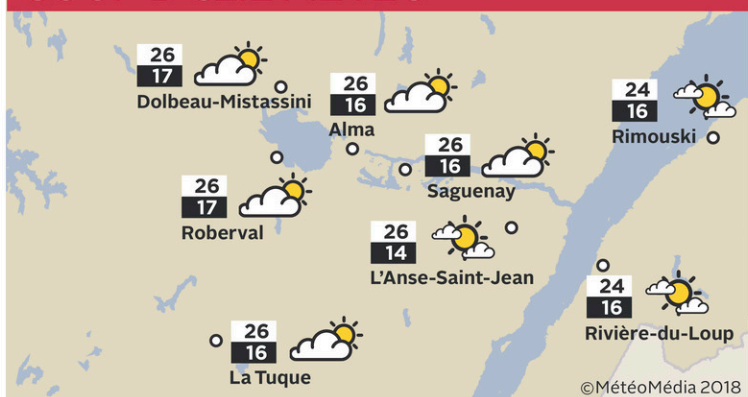 26
17
Dolbeau-Mistassini
26
16
Alma
24
16
Rimouski
26
16
Saguenay
26
17
Roberval
26
14
L'Anse-Saint-Jean
24
16
Rivière-du-Loup
26
16
La Tuque
©MétéoMédia 2018